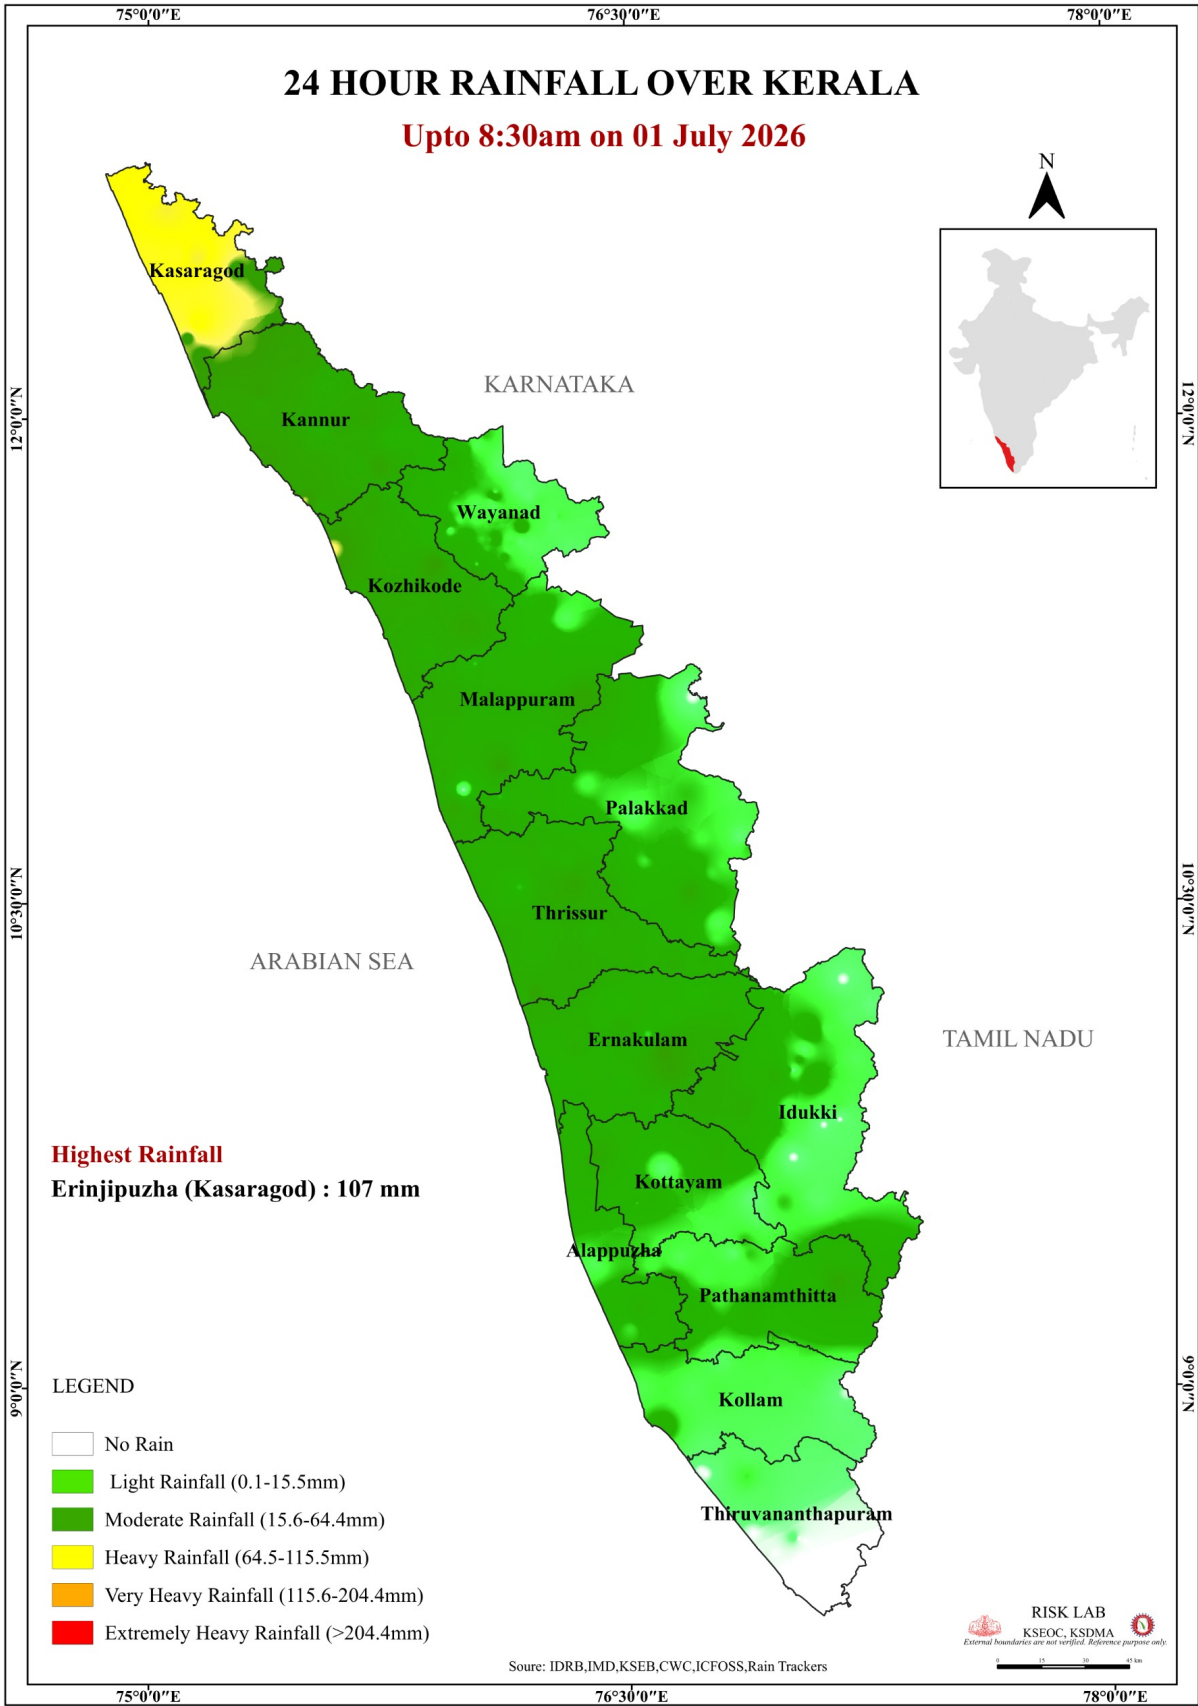 75°0′0″E 76°30′0″E 78°0′0″E
24 HOUR RAINFALL OVER KERALA
Upto 8:30am on 01 July 2026
N
Kasaragod
KARNATAKA
12°0′0″N
12°0′0″N
Kannur
Wayanad
Kozhikode
Malappuram
Palakkad
10°30′0″N
10°30′0″N
Thrissur
ARABIAN SEA
Ernakulam
TAMIL NADU
Idukki
Highest Rainfall
Erinjipuzha (Kasaragod) : 107 mm
Kottayam
Alappuzha
Pathanamthitta
9°0′0″N
9°0′0″N
Kollam
Thiruvananthapuram
LEGEND
No Rain
Light Rainfall (0.1-15.5mm)
Moderate Rainfall (15.6-64.4mm)
Heavy Rainfall (64.5-115.5mm)
Very Heavy Rainfall (115.6-204.4mm)
Extremely Heavy Rainfall (>204.4mm)
RISK LAB
KSEOC, KSDMA
External boundaries are not verified. Reference purpose only.
0 15 30 45 km
Soure: IDRB,IMD,KSEB,CWC,ICFOSS,Rain Trackers
75°0′0″E 76°30′0″E 78°0′0″E